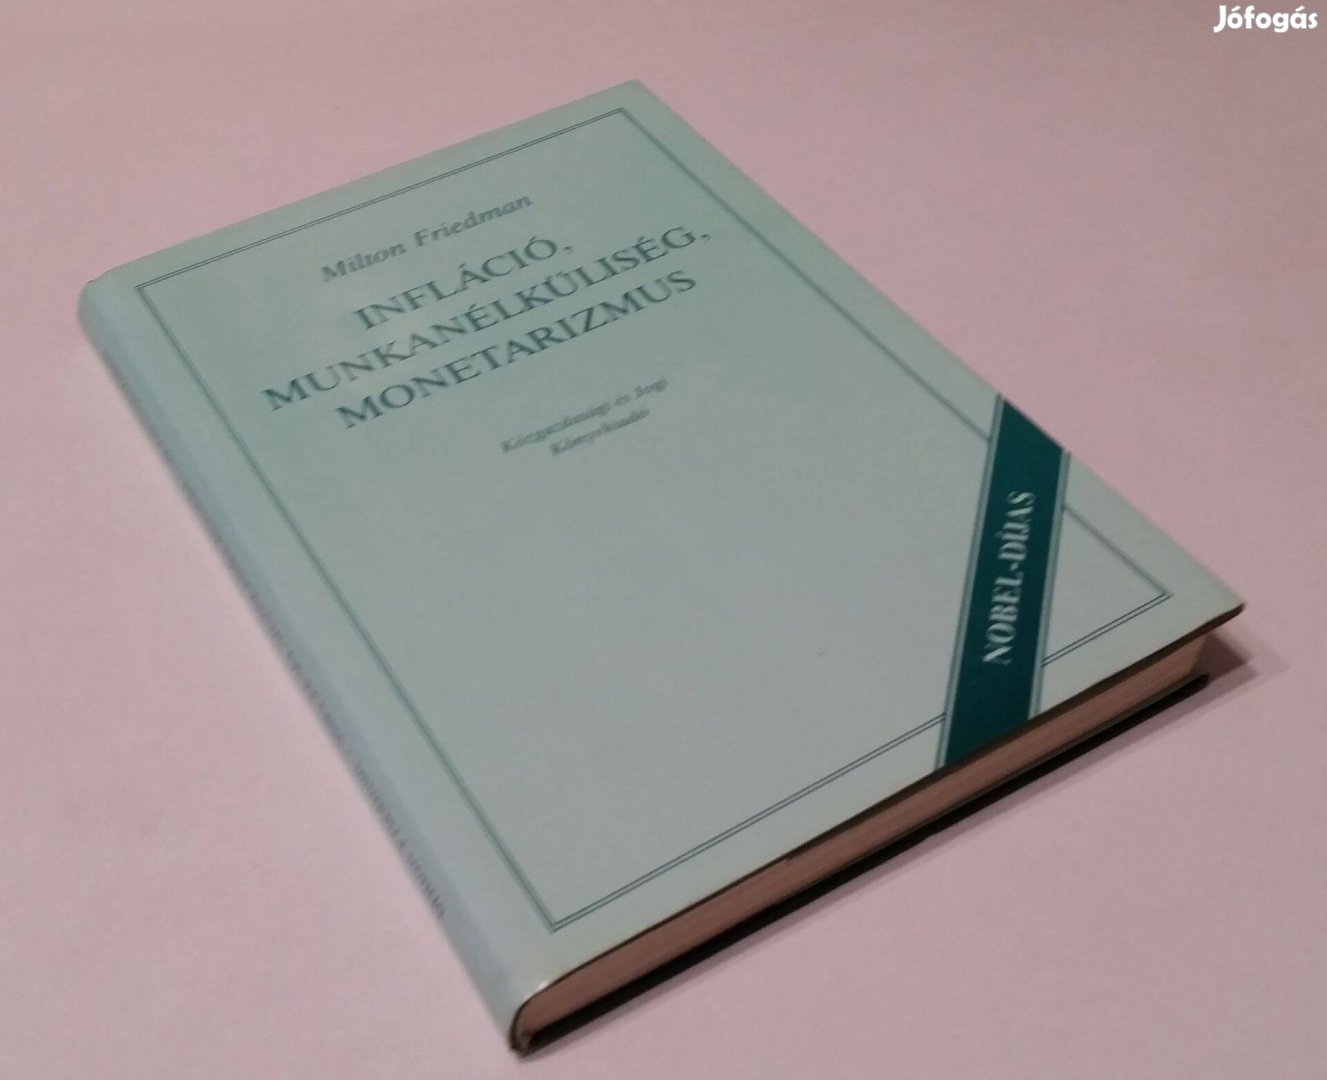 Jófogás
Milton Friedman
INFLÁCIÓ,
MUNKANÉLKÜLISÉG,
MONETARIZMUS
Közgazdasági és Jogi
Könyvkiadó
NOBEL-DÍJAS